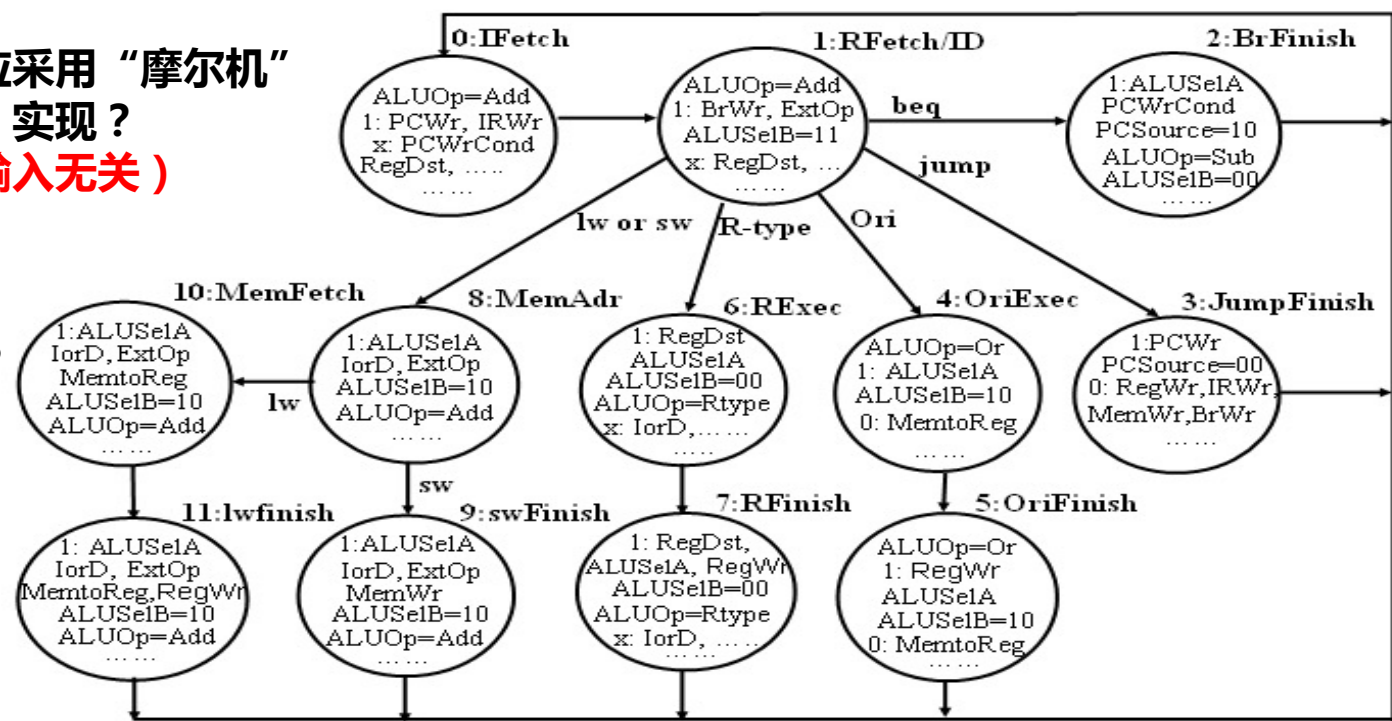 应采用“摩尔机”
实现？
输入无关）
0:IFetch
ALUOp=Add
1: PCWr, IRWr
x: PCWrCond
RegDst, …..
……
1:RFetch/ID
ALUOp=Add
1: BrWr, ExtOp
ALUSelB=11
x: RegDst, …
……
2:BrFinish
1:ALUSelA
PCWrCond
PCSource=10
ALUOp=Sub
ALUSelB=00
……
beq
jump
lw or sw
R-type
Ori
10:MemFetch
1:ALUSelA
IorD,ExtOp
MemtoReg
ALUSelB=10
ALUOp=Add
……
lw
8:MemAdr
1:ALUSelA
IorD,ExtOp
ALUSelB=10
ALUOp=Add
……
6:RExec
1: RegDst
ALUSelA
ALUSelB=00
ALUOp=Rtype
x: IorD,……
…..
4:OriExec
ALUOp=Or
1: ALUSelA
ALUSelB=10
0: MemtoReg
……
3:JumpFinish
1:PCWr
PCSource=00
0: RegWr,IRWr,
MemWr,BrWr
……
sw
11:lwfinish
1: ALUSelA
IorD, ExtOp
MemtoReg,RegWr
ALUSelB=10
ALUOp=Add
……
9:swFinish
1:ALUSelA
IorD,ExtOp
MemWr
ALUSelB=10
ALUOp=Add
……
7:RFinish
1: RegDst,
ALUSelA, RegWr
ALUSelB=00
ALUOp=Rtype
x: IorD, …..
……
5:OriFinish
ALUOp=Or
1: RegWr
ALUSelA
ALUSelB=10
0: MemtoReg
……